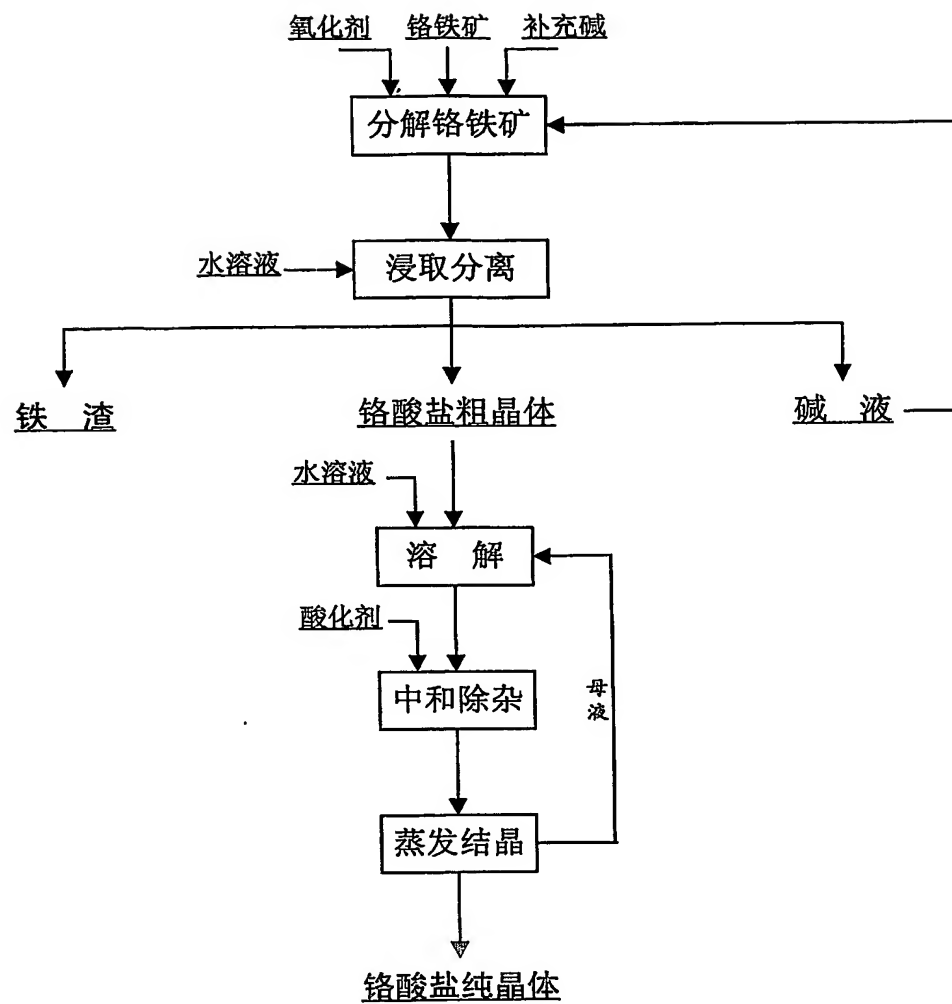 氧化剂 铬铁矿 补充碱
分解铬铁矿
水溶液
浸取分离
铁 渣
铬酸盐粗晶体
碱 液
水溶液
溶 解
酸化剂
中和除杂
母液
蒸发结晶
铬酸盐纯晶体